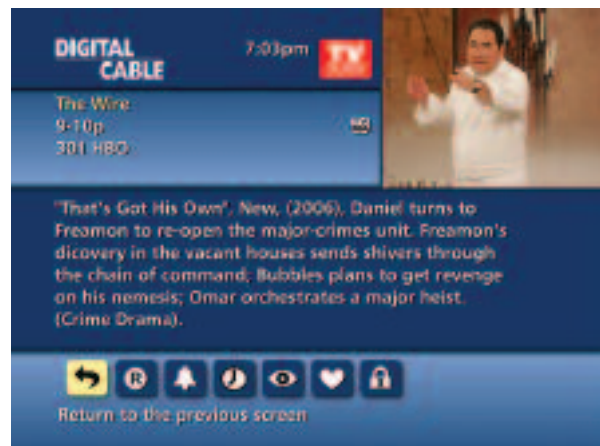 DIGITAL
CABLE
7:03pm
TV
The Wire
9-10p
301 HBO
"That's Got His Own", New, (2006), Daniel turns to
Freamon to re-open the major-crimes unit. Freamon's
dicovery in the vacant houses sends shivers through
the chain of command; Bubbles plans to get revenge
on his nemesis; Omar orchestrates a major heist.
(Crime Drama).
R
Return to the previous screen